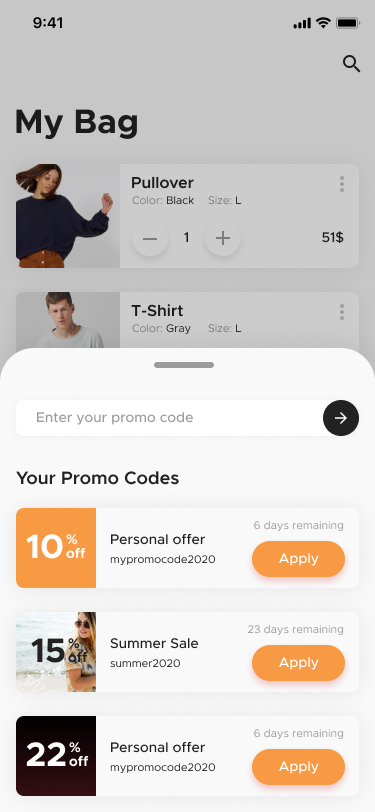 9:41
My Bag
Pullover
Color: Black Size: L
1
51$
T-Shirt
Color: Gray Size: L
Enter your promo code
Your Promo Codes
10 % off
Personal offer
mypromocode2020
6 days remaining
Apply
15 % off
Summer Sale
summer2020
23 days remaining
Apply
22 % off
Personal offer
mypromocode2020
6 days remaining
Apply